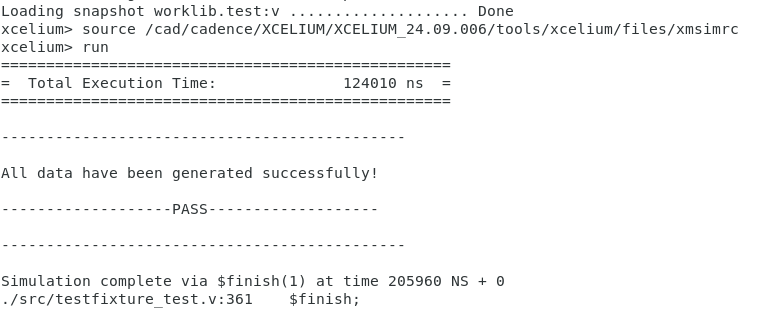 Loading snapshot worklib.test:v .................... Done
xcelium> source /cad/cadence/XCELIUM/XCELIUM_24.09.006/tools/xcelium/files/xmsimrc
xcelium> run
==================================================
=  Total Execution Time:              124010 ns  =
==================================================
---------------------------------------------
All data have been generated successfully!
-------------------PASS-------------------
---------------------------------------------
Simulation complete via $finish(1) at time 205960 NS + 0
./src/testfixture_test.v:361    $finish;